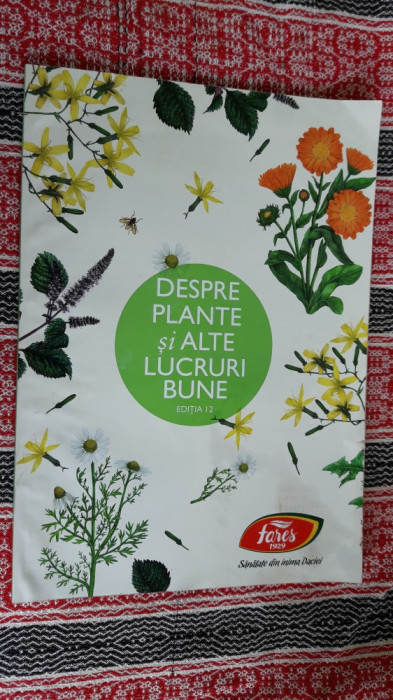 DESPRE
PLANTE
și ALTE
LUCRURI
BUNE
EDIȚIA 12
fares
1929
Sănătate din inima Daciei